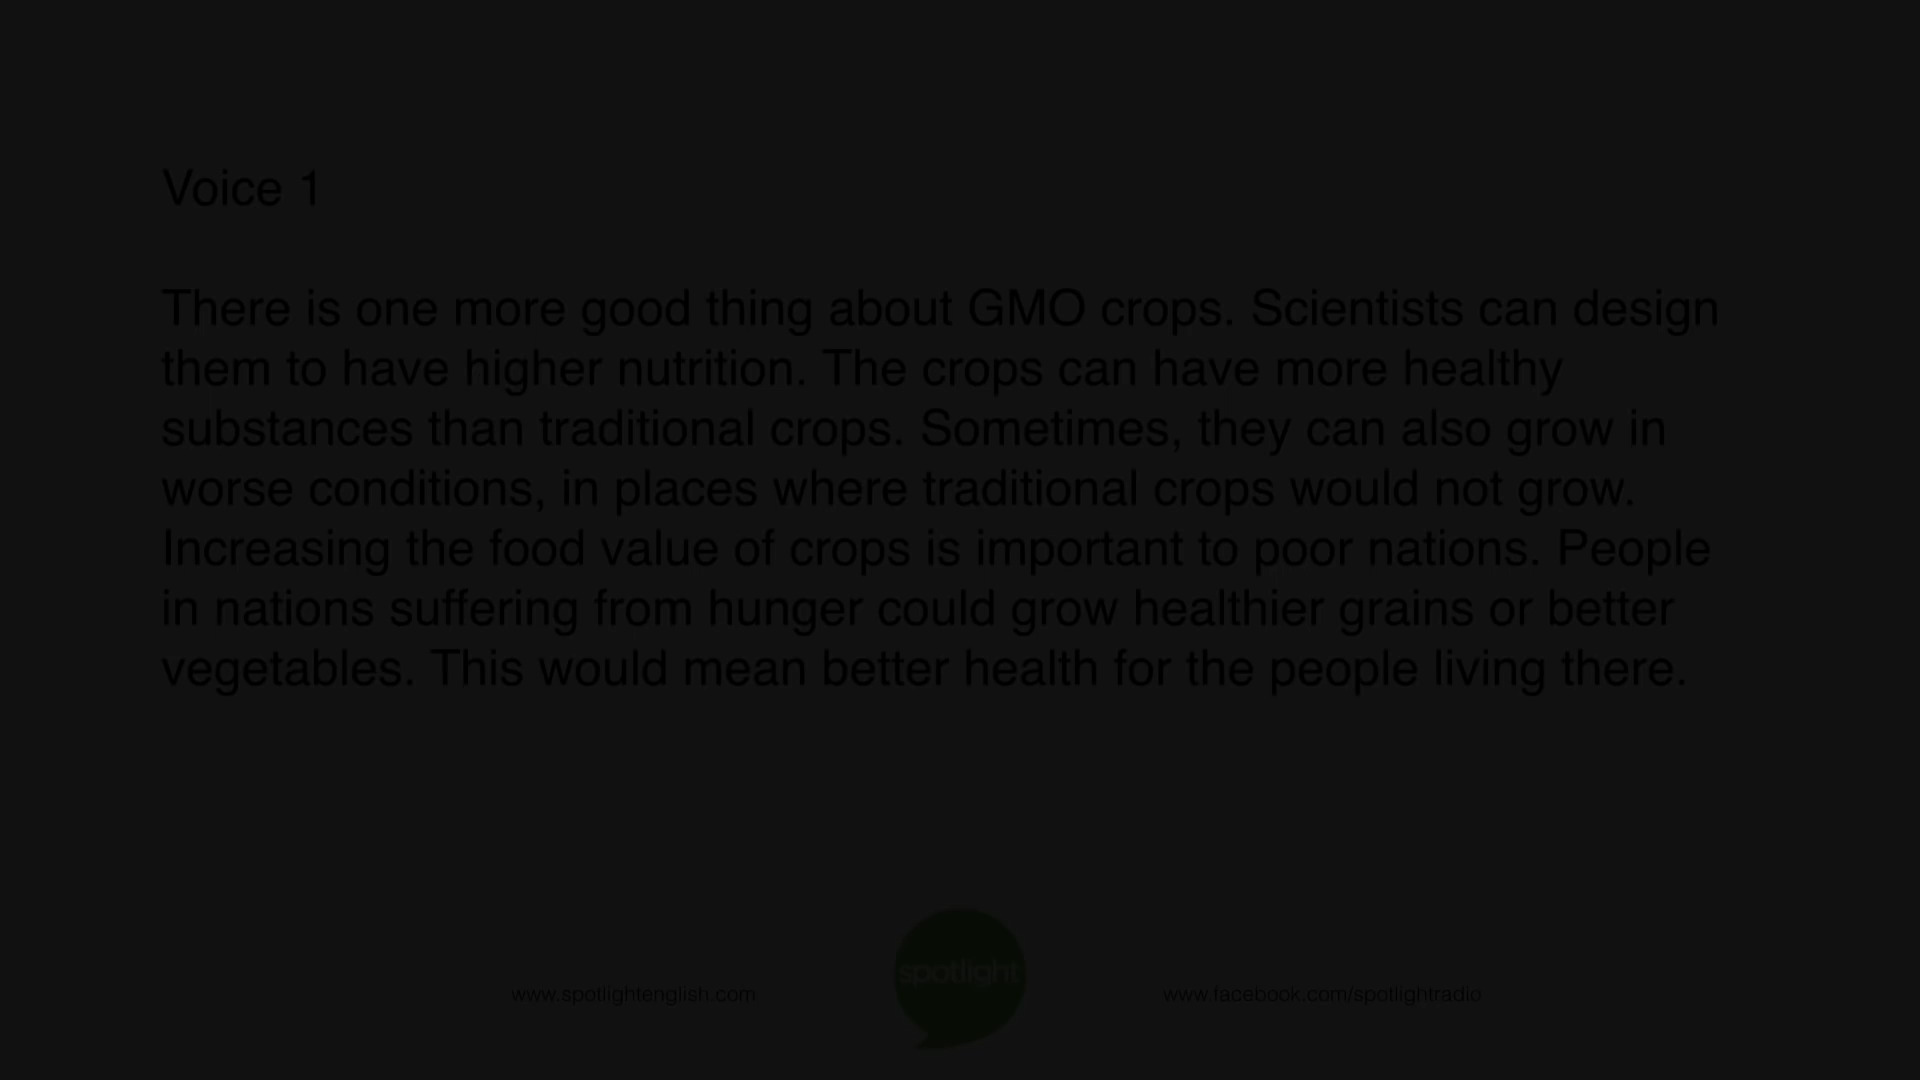 Voice 1
There is one more good thing about GMO crops. Scientists can design
them to have higher nutrition. The crops can have more healthy
substances than traditional crops. Sometimes, they can also grow in
worse conditions, in places where traditional crops would not grow.
Increasing the food value of crops is important to poor nations. People
in nations suffering from hunger could grow healthier grains or better
vegetables. This would mean better health for the people living there.
spotlight
www.spotlightenglish.com
www.facebook.com/spotlightradio